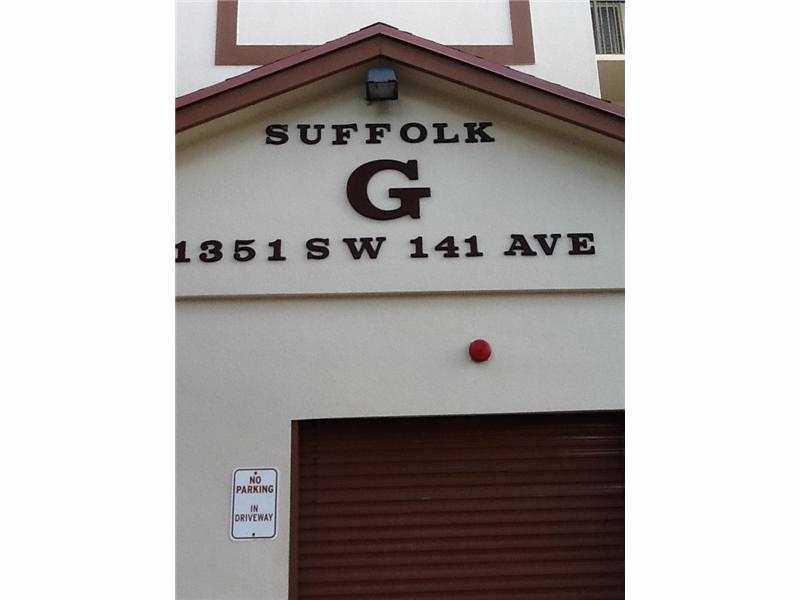 SUFFOLK
G
1351 SW 141 AVE
NO
PARKING
IN
DRIVEWAY